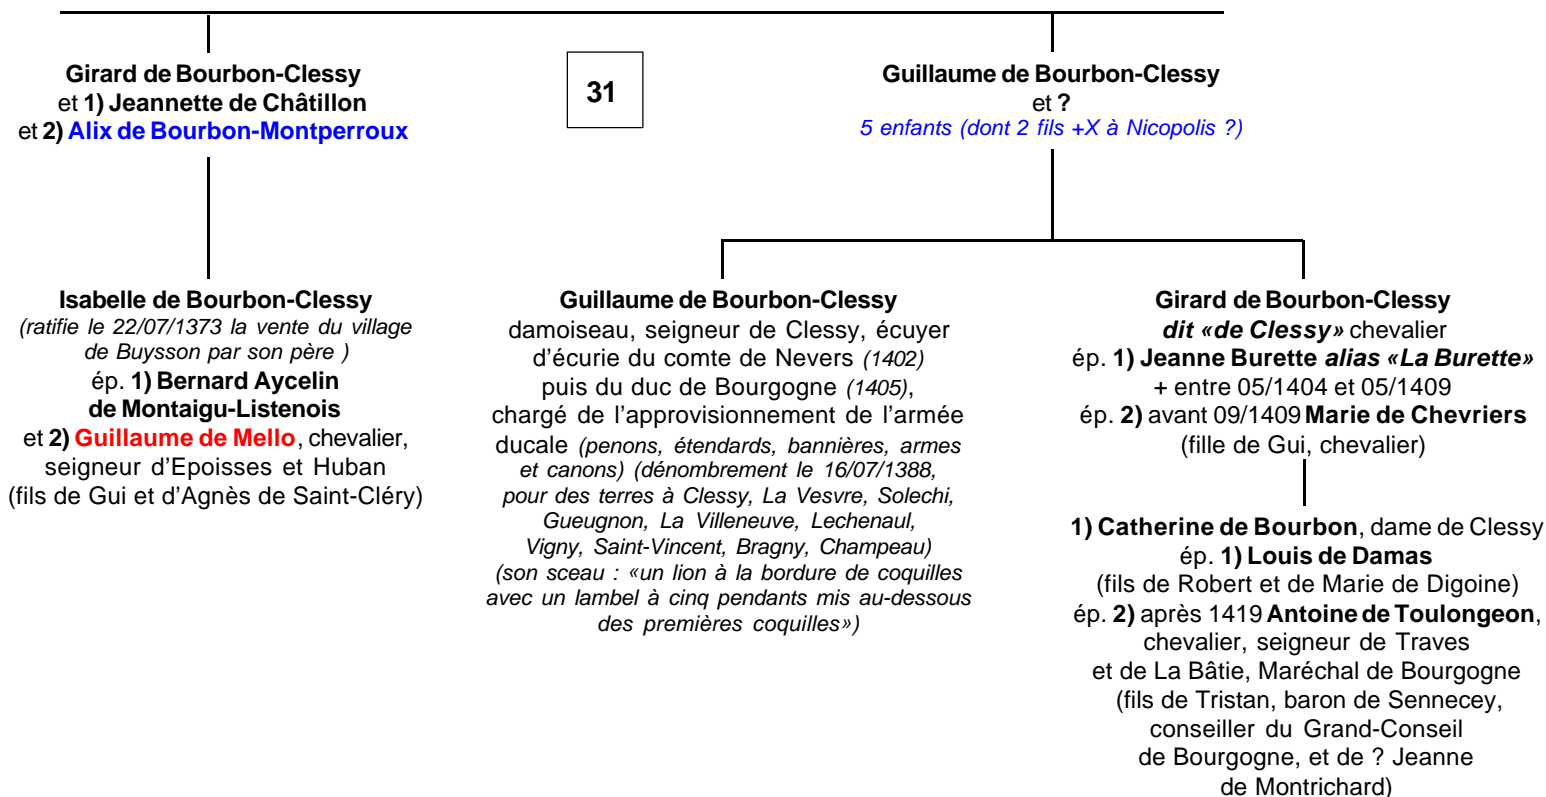 Girard de Bourbon-Clessy
et 1) Jeannette de Châtillon
et 2) Alix de Bourbon-Montperroux
31
Guillaume de Bourbon-Clessy
et ?
5 enfants (dont 2 fils +X à Nicopolis ?)
Isabelle de Bourbon-Clessy
(ratifie le 22/07/1373 la vente du village
de Buysson par son père )
ép. 1) Bernard Aycelin
de Montaigu-Listenois
et 2) Guillaume de Mello, chevalier,
seigneur d’Epoisses et Huban
(fils de Gui et d’Agnès de Saint-Cléry)
Guillaume de Bourbon-Clessy
damoiseau, seigneur de Clessy, écuyer
d’écurie du comte de Nevers (1402)
puis du duc de Bourgogne (1405),
chargé de l’approvisionnement de l’armée
ducale (penons, étendards, bannières, armes
et canons) (dénombrement le 16/07/1388,
pour des terres à Clessy, La Vesvre, Solechi,
Gueugnon, La Villeneuve, Lechenaul,
Vigny, Saint-Vincent, Bragny, Champeau)
(son sceau : «un lion à la bordure de coquilles
avec un lambel à cinq pendants mis au-dessous
des premières coquilles»)
Girard de Bourbon-Clessy
dit «de Clessy» chevalier
ép. 1) Jeanne Burette alias «La Burette»
+ entre 05/1404 et 05/1409
ép. 2) avant 09/1409 Marie de Chevriers
(fille de Gui, chevalier)
1) Catherine de Bourbon, dame de Clessy
ép. 1) Louis de Damas
(fils de Robert et de Marie de Digoine)
ép. 2) après 1419 Antoine de Toulongeon,
chevalier, seigneur de Traves
et de La Bâtie, Maréchal de Bourgogne
(fils de Tristan, baron de Sennecey,
conseiller du Grand-Conseil
de Bourgogne, et de ? Jeanne
de Montrichard)